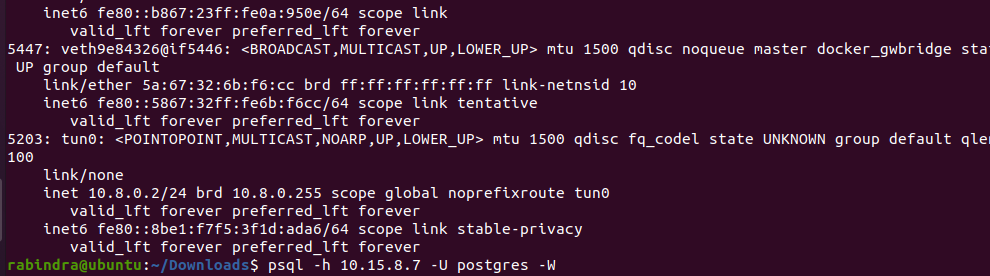 inet6 fe80::b867:23ff:fe0a:950e/64 scope link
valid_lft forever preferred_lft forever
5447: veth9e84326@if5446: <BROADCAST,MULTICAST,UP,LOWER_UP> mtu 1500 qdisc noqueue master docker_gwbridge stat
UP group default
link/ether 5a:67:32:6b:f6:cc brd ff:ff:ff:ff:ff:ff link-netnsid 10
inet6 fe80::5867:32ff:fe6b:f6cc/64 scope link tentative
valid_lft forever preferred_lft forever
5203: tun0: <POINTOPOINT,MULTICAST,NOARP,UP,LOWER_UP> mtu 1500 qdisc fq_codel state UNKNOWN group default qlen
100
link/none
inet 10.8.0.2/24 brd 10.8.0.255 scope global noprefixroute tun0
valid_lft forever preferred_lft forever
inet6 fe80::8be1:f7f5:3f1d:ada6/64 scope link stable-privacy
valid_lft forever preferred_lft forever
rabindra@ubuntu:~/Downloads$ psql -h 10.15.8.7 -U postgres -W